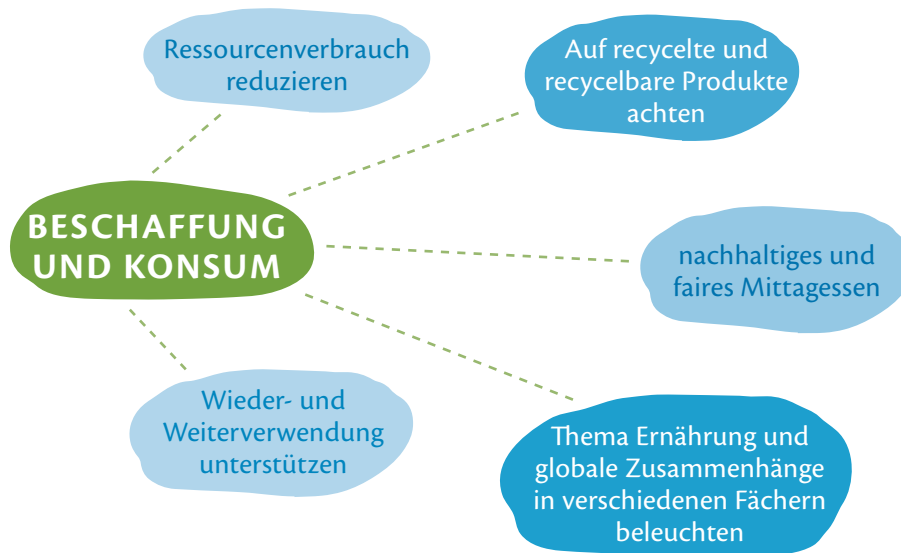 Ressourcenverbrauch
reduzieren
Auf recycelte und
recycelbare Produkte
achten
BESCHAFFUNG
UND KONSUM
nachhaltiges und
faires Mittagessen
Wieder- und
Weiterverwendung
unterstützen
Thema Ernährung und
globale Zusammenhänge
in verschiedenen Fächern
beleuchten